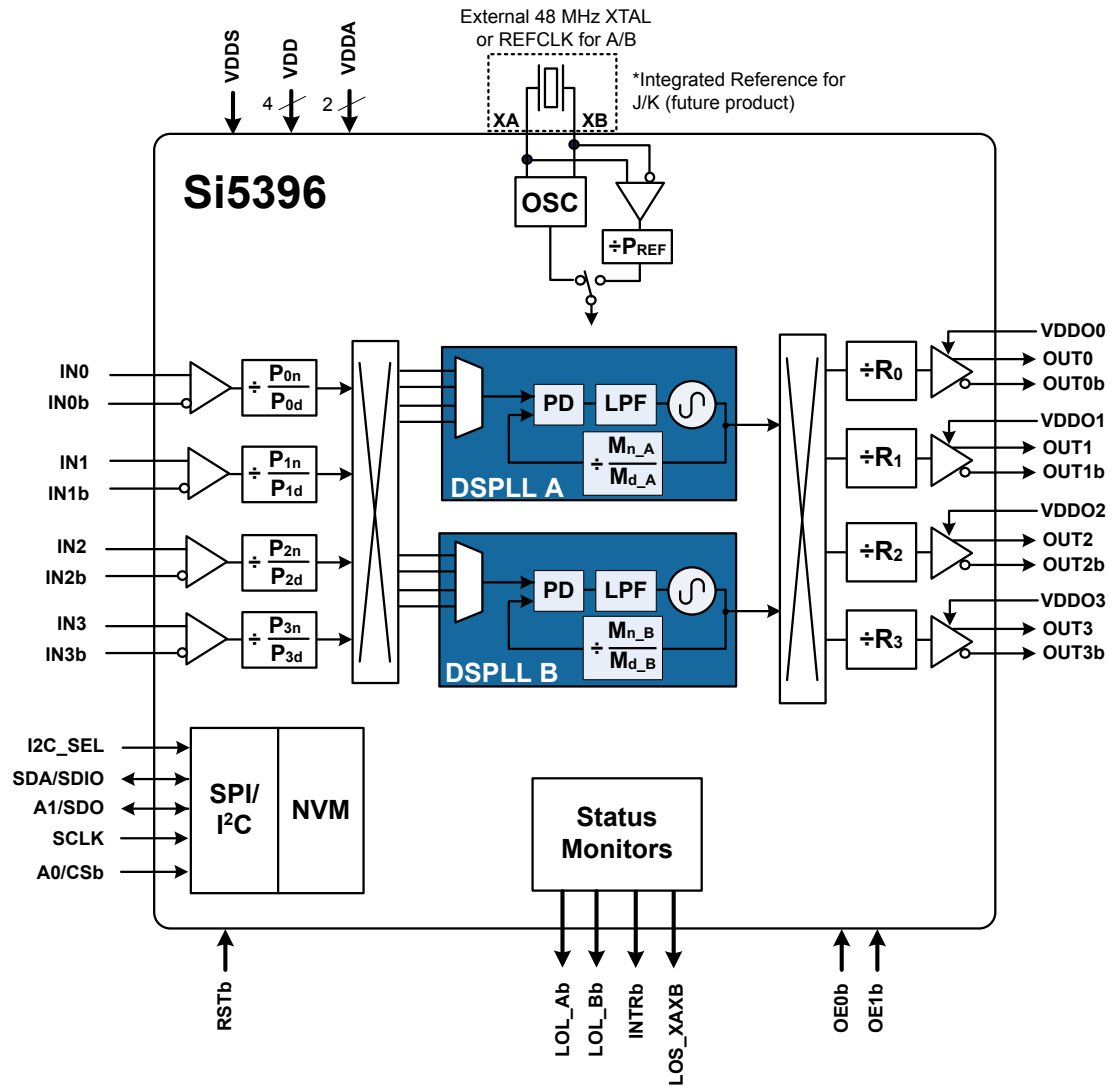 External 48 MHz XTAL
or REFCLK for A/B
*Integrated Reference for
J/K (future product)
VDDS
VDD
VDDA
4
2
XA
XB
Si5396
OSC
÷PREF
IN0
IN0b
÷ P0n
P0d
IN1
IN1b
÷ P1n
P1d
IN2
IN2b
÷ P2n
P2d
IN3
IN3b
÷ P3n
P3d
PD
LPF
÷ Mn_A
Md_A
DSPLL A
PD
LPF
÷ Mn_B
Md_B
DSPLL B
÷R0
VDDO0
OUT0
OUT0b
÷R1
VDDO1
OUT1
OUT1b
÷R2
VDDO2
OUT2
OUT2b
÷R3
VDDO3
OUT3
OUT3b
I2C_SEL
SDA/SDIO
A1/SDO
SCLK
A0/CSb
SPI/
I²C
NVM
Status
Monitors
RSTb
LOL_Ab
LOL_Bb
INTRb
LOS_XAXB
OE0b
OE1b